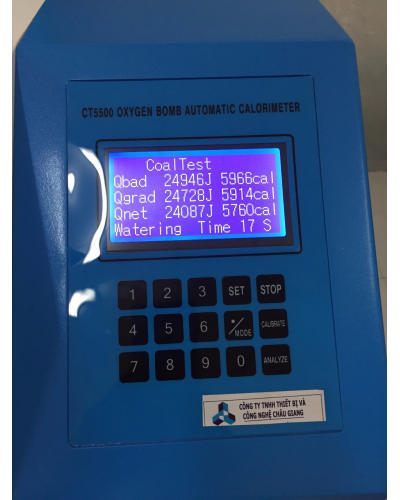 CT5500 OXYGEN BOMB AUTOMATIC CALORIMETER
CoalTest
Qbad 24946J 5966cal
Qgrad 24728J 5914cal
Qnet 24087J 5760cal
Watering Time 17 S
1 2 3 SET STOP
4 5 6 */MODE CALIBRATE
7 8 9 0 ANALYZE
CÔNG TY TNHH THIẾT BỊ VÀ
CÔNG NGHỆ CHÂU GIANG